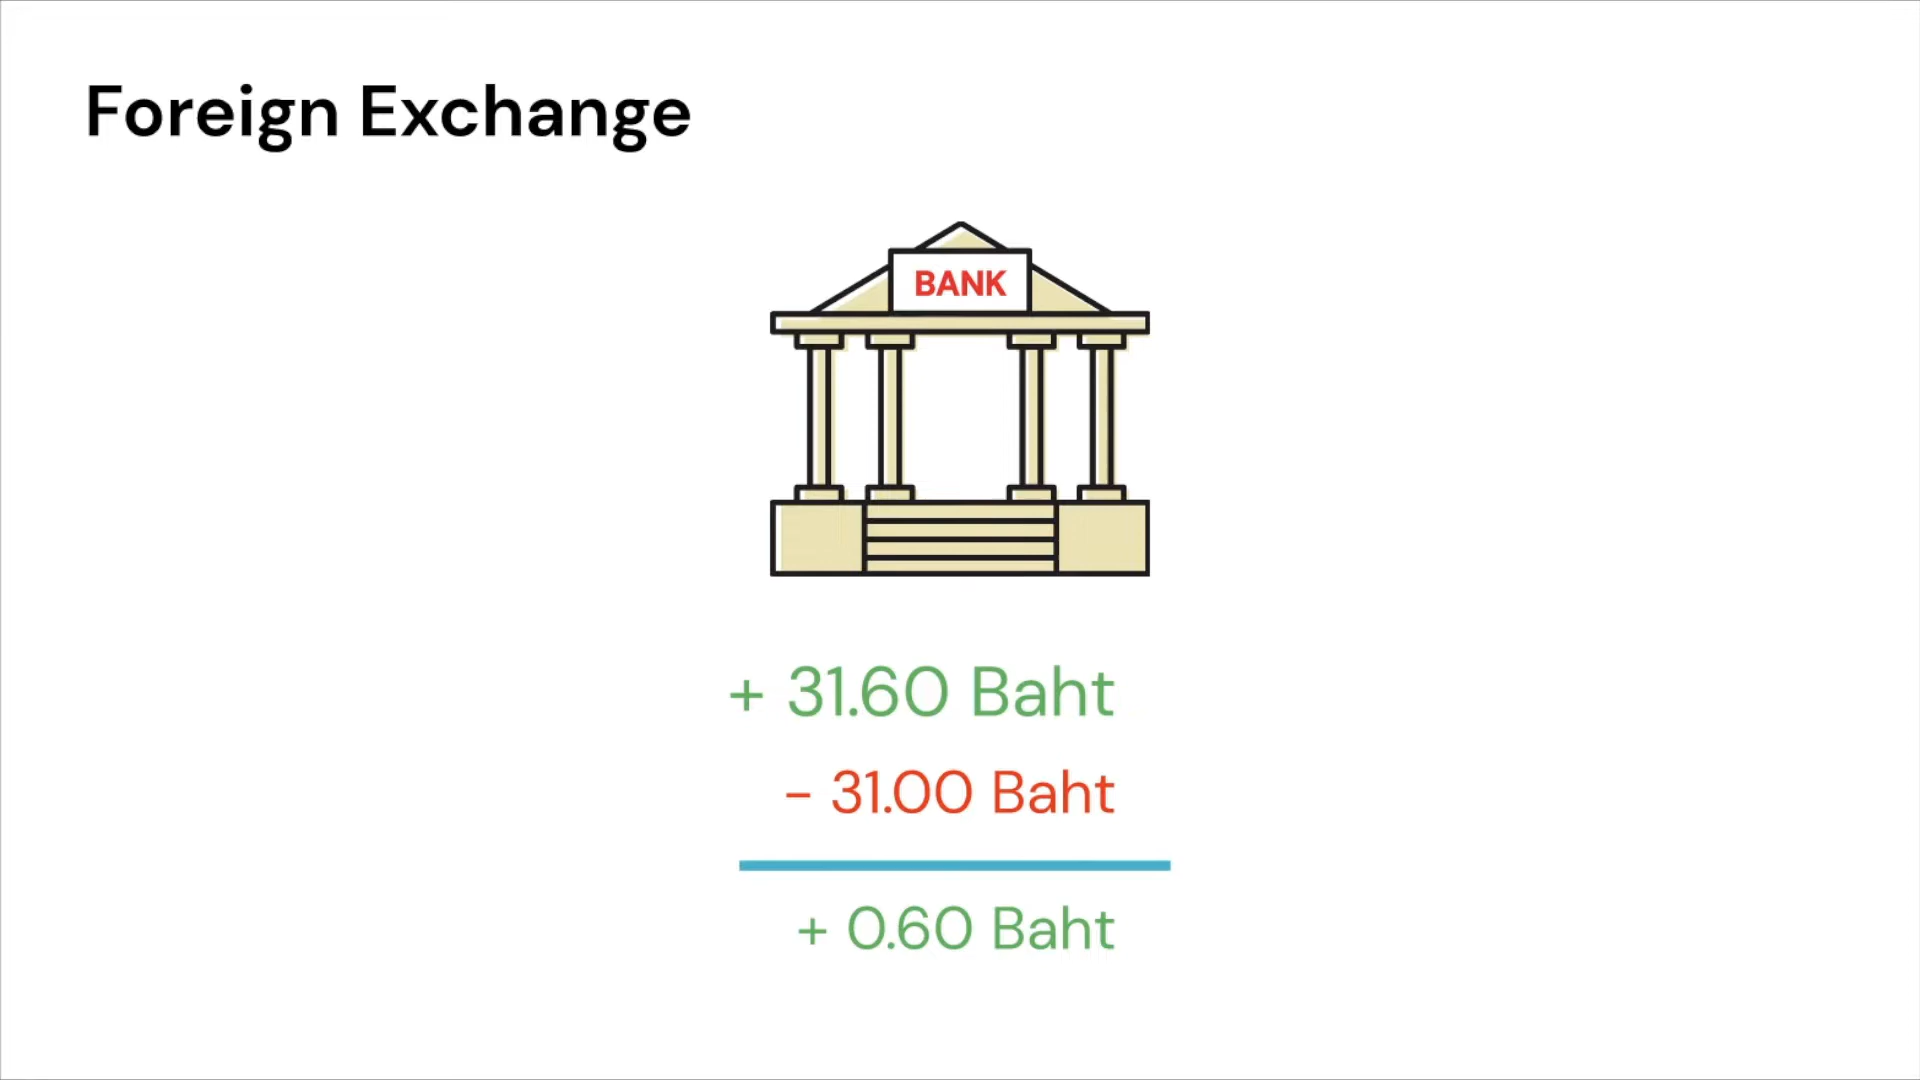 Foreign Exchange
BANK
+ 31.60 Baht
- 31.00 Baht
+ 0.60 Baht